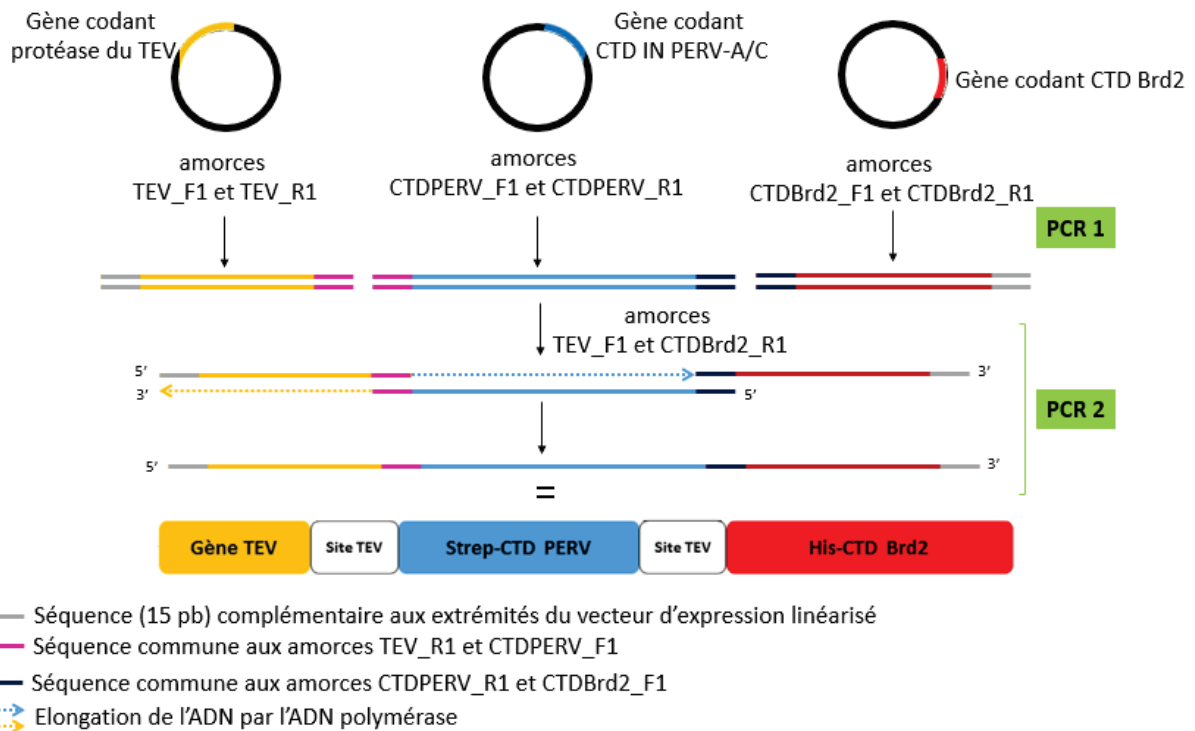 Gène codant
protéase du TEV
Gène codant
CTD IN PERV-A/C
Gène codant CTD Brd2
amorces
TEV_F1 et TEV_R1
amorces
CTDPERV_F1 et CTDPERV_R1
amorces
CTDBrd2_F1 et CTDBrd2_R1
PCR 1
amorces
TEV_F1 et CTDBrd2_R1
5’
3’
3’
5’
PCR 2
5’
3’
=
Gène TEV
Site TEV
Strep-CTD PERV
Site TEV
His-CTD Brd2
Séquence (15 pb) complémentaire aux extrémités du vecteur d’expression linéarisé
Séquence commune aux amorces TEV_R1 et CTDPERV_F1
Séquence commune aux amorces CTDPERV_R1 et CTDBrd2_F1
Elongation de l’ADN par l’ADN polymérase